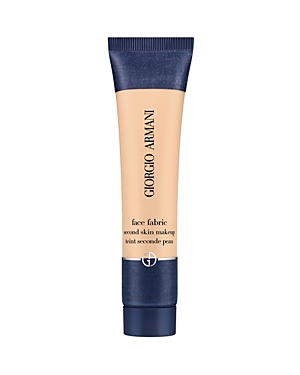 GIORGIO ARMANI
face fabric
second skin makeup
teint seconde peau